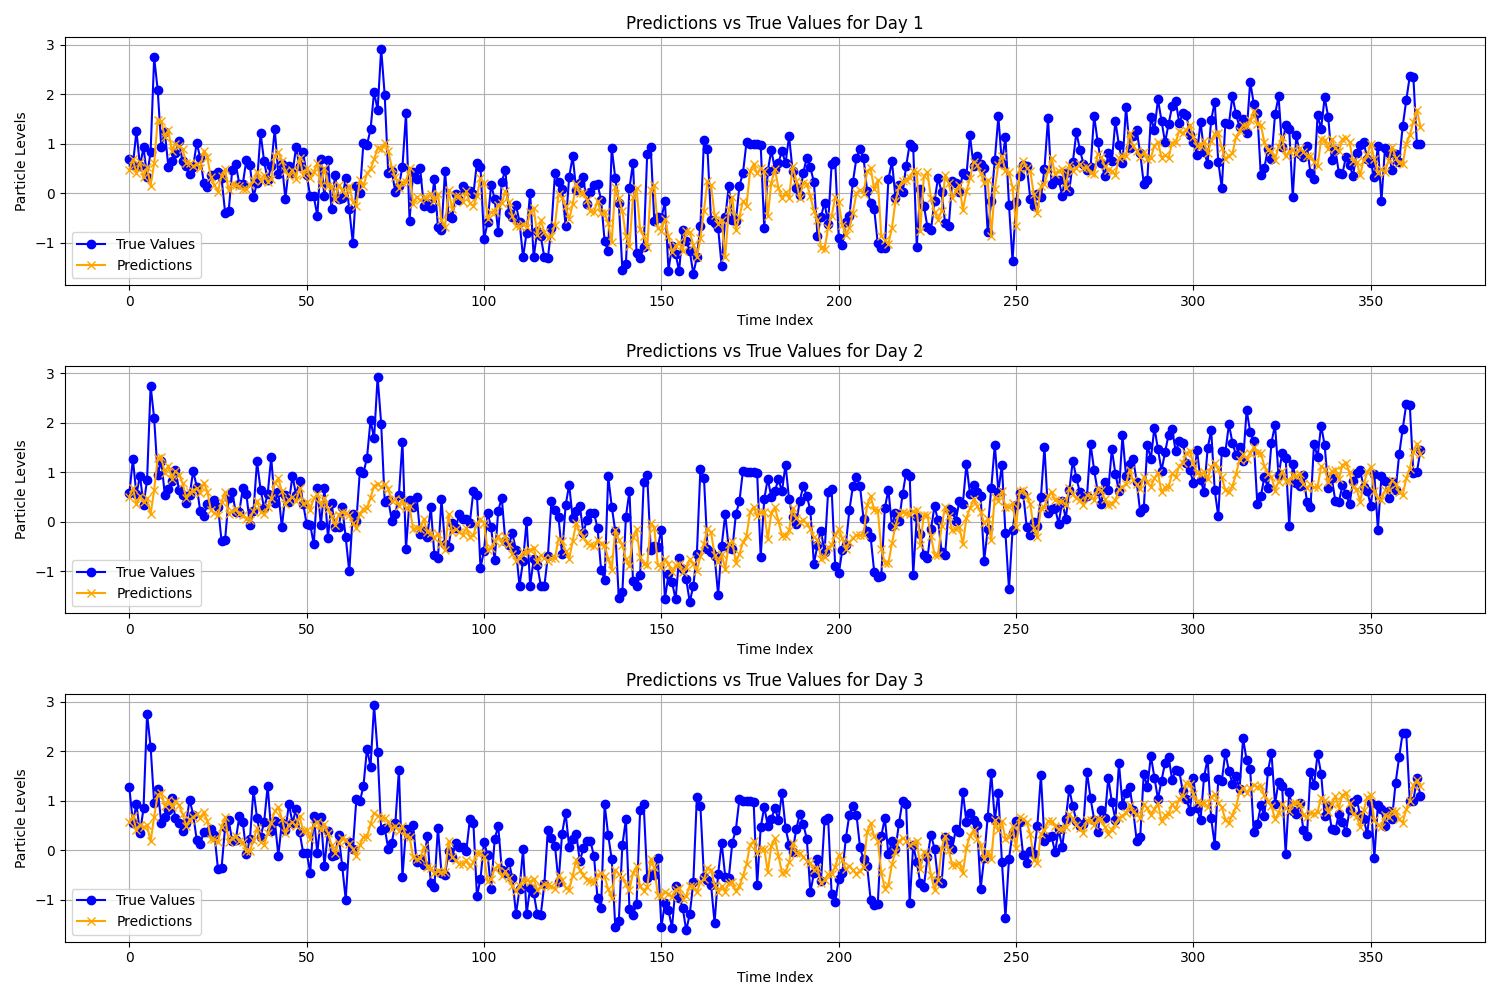 Predictions vs True Values for Day 1
3
2
1
0
−1
Particle Levels
True Values
Predictions
0 50 100 150 200 250 300 350
Time Index
Predictions vs True Values for Day 2
3
2
1
0
−1
Particle Levels
True Values
Predictions
0 50 100 150 200 250 300 350
Time Index
Predictions vs True Values for Day 3
3
2
1
0
−1
Particle Levels
True Values
Predictions
0 50 100 150 200 250 300 350
Time Index